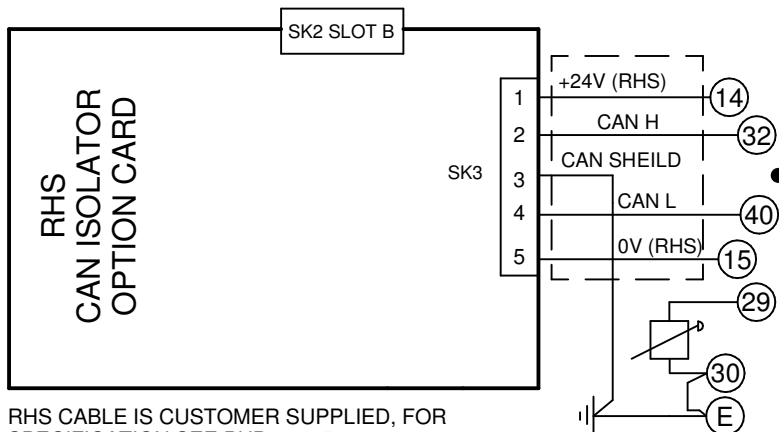 SK2 SLOT B
RHS
CAN ISOLATOR
OPTION CARD
SK3
1
+24V (RHS)
14
2
CAN H
32
3
CAN SHEILD
4
CAN L
40
5
0V (RHS)
15
29
30
E
RHS CABLE IS CUSTOMER SUPPLIED, FOR